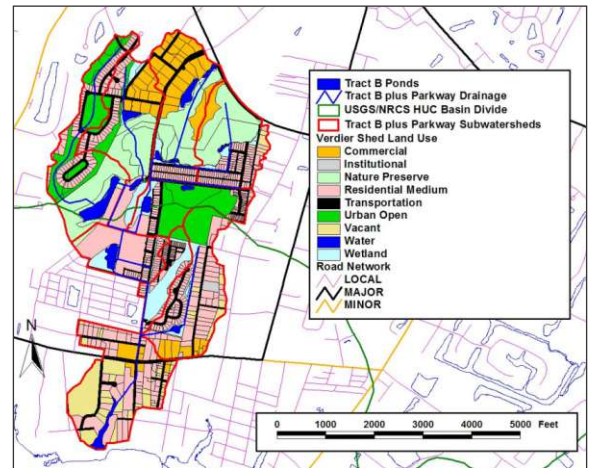 Tract B Ponds
Tract B plus Parkway Drainage
USGS/NRCS HUC Basin Divide
Tract B plus Parkway Subwatersheds
Verdier Shed Land Use
Commercial
Institutional
Nature Preserve
Residential Medium
Transportation
Urban Open
Vacant
Water
Wetland
Road Network
LOCAL
MAJOR
MINOR
N
0 1000 2000 3000 4000 5000 Feet